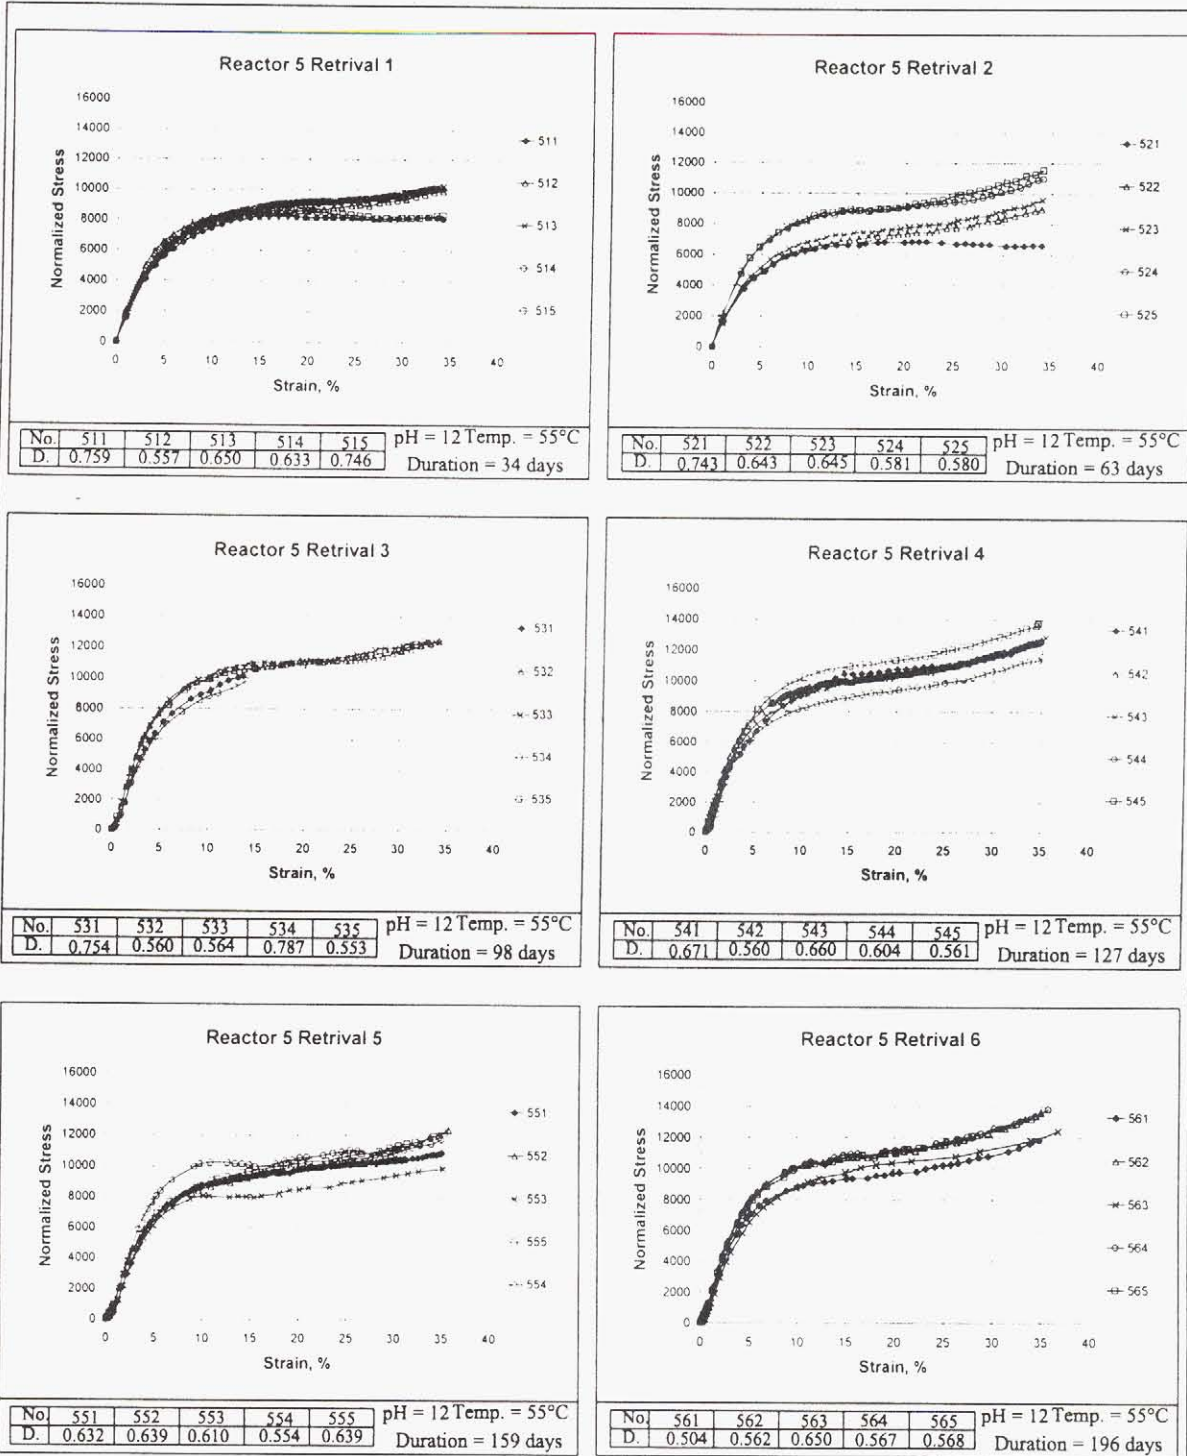 Reactor 5 Retrival 1
Normalized Stress
16000
14000
12000
10000
8000
6000
4000
2000
0
0 5 10 15 20 25 30 35 40
Strain, %
511
512
513
514
515
No. 511 512 513 514 515
D. 0.759 0.557 0.650 0.633 0.746
pH = 12 Temp. = 55°C
Duration = 34 days
Reactor 5 Retrival 2
Normalized Stress
16000
14000
12000
10000
8000
6000
4000
2000
0
0 5 10 15 20 25 30 35 40
Strain, %
521
522
523
524
525
No. 521 522 523 524 525
D. 0.743 0.643 0.645 0.581 0.580
pH = 12 Temp. = 55°C
Duration = 63 days
Reactor 5 Retrival 3
Normalized Stress
16000
14000
12000
10000
8000
6000
4000
2000
0
0 5 10 15 20 25 30 35 40
Strain, %
531
532
533
534
535
No. 531 532 533 534 535
D. 0.754 0.560 0.564 0.787 0.553
pH = 12 Temp. = 55°C
Duration = 98 days
Reactor 5 Retrival 4
Normalized Stress
16000
14000
12000
10000
8000
6000
4000
2000
0
0 5 10 15 20 25 30 35 40
Strain, %
541
542
543
544
545
No. 541 542 543 544 545
D. 0.671 0.560 0.660 0.604 0.561
pH = 12 Temp. = 55°C
Duration = 127 days
Reactor 5 Retrival 5
Normalized Stress
16000
14000
12000
10000
8000
6000
4000
2000
0
0 5 10 15 20 25 30 35 40
Strain, %
551
552
553
555
554
No. 551 552 553 554 555
D. 0.632 0.639 0.610 0.554 0.639
pH = 12 Temp. = 55°C
Duration = 159 days
Reactor 5 Retrival 6
Normalized Stress
16000
14000
12000
10000
8000
6000
4000
2000
0
0 5 10 15 20 25 30 35 40
Strain, %
561
562
563
564
565
No. 561 562 563 564 565
D. 0.504 0.562 0.650 0.567 0.568
pH = 12 Temp. = 55°C
Duration = 196 days